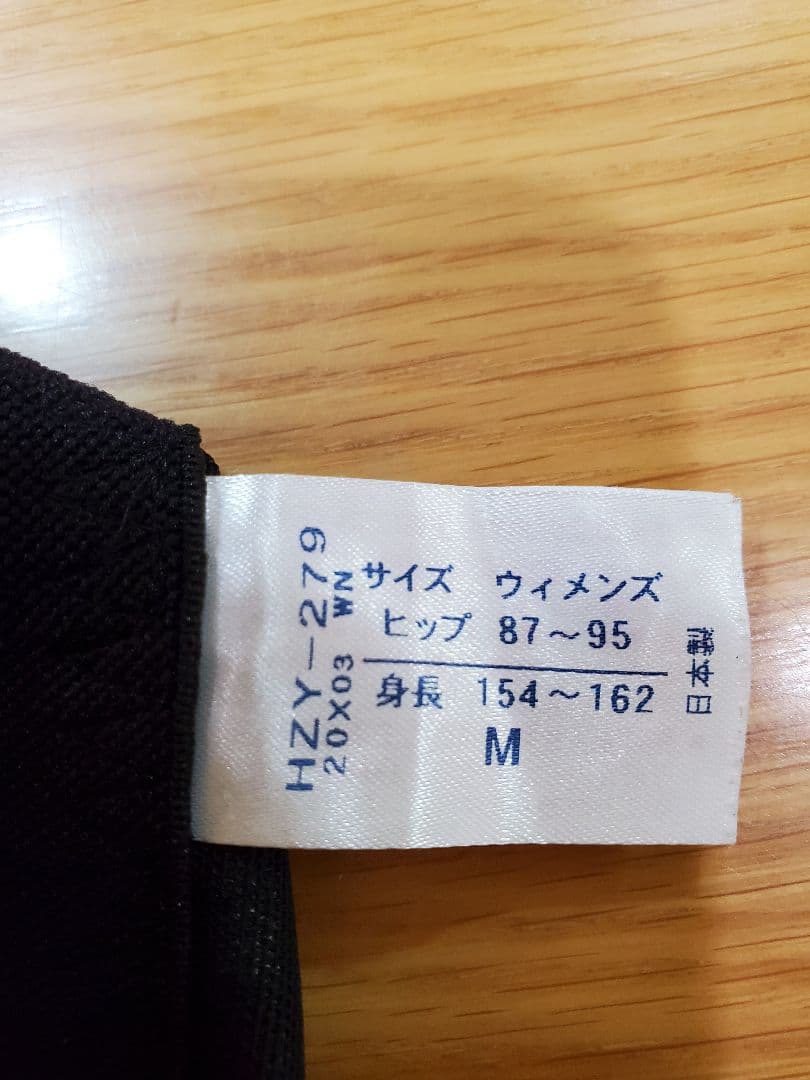 HZY-279
20X03 WN
サイズ ウィメンズ
ヒップ 87～95
身長 154～162
M
日本製